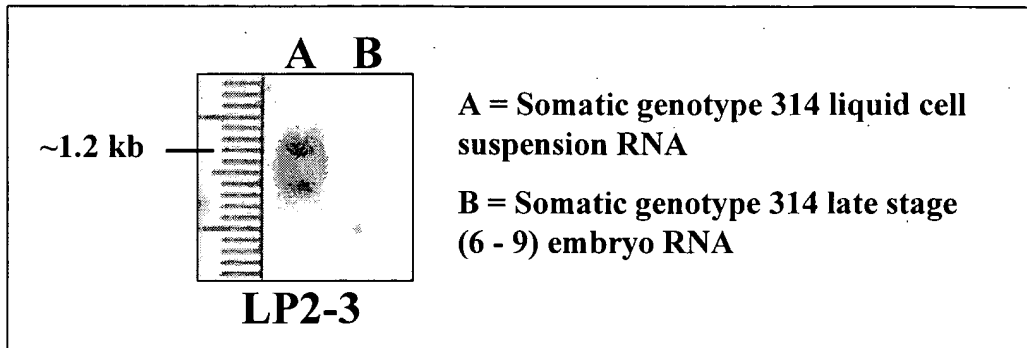 A B
~1.2 kb
LP2-3
A = Somatic genotype 314 liquid cell
suspension RNA
B = Somatic genotype 314 late stage
(6 - 9) embryo RNA